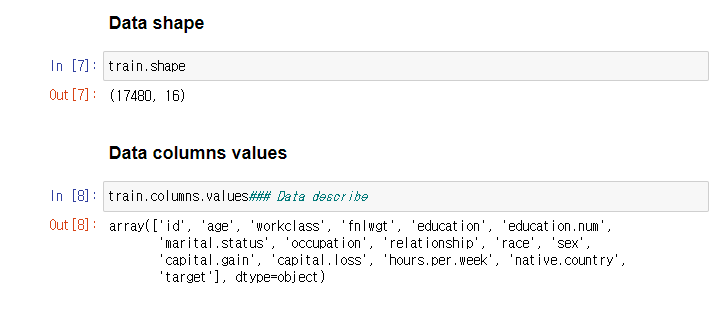 Data shape
In [7]: train.shape
Out[7]: (17480, 16)
Data columns values
In [8]: train.columns.values### Data describe
Out[8]: array(['id', 'age', 'workclass', 'fnlwgt', 'education', 'education.num',
'marital.status', 'occupation', 'relationship', 'race', 'sex',
'capital.gain', 'capital.loss', 'hours.per.week', 'native.country',
'target'], dtype=object)